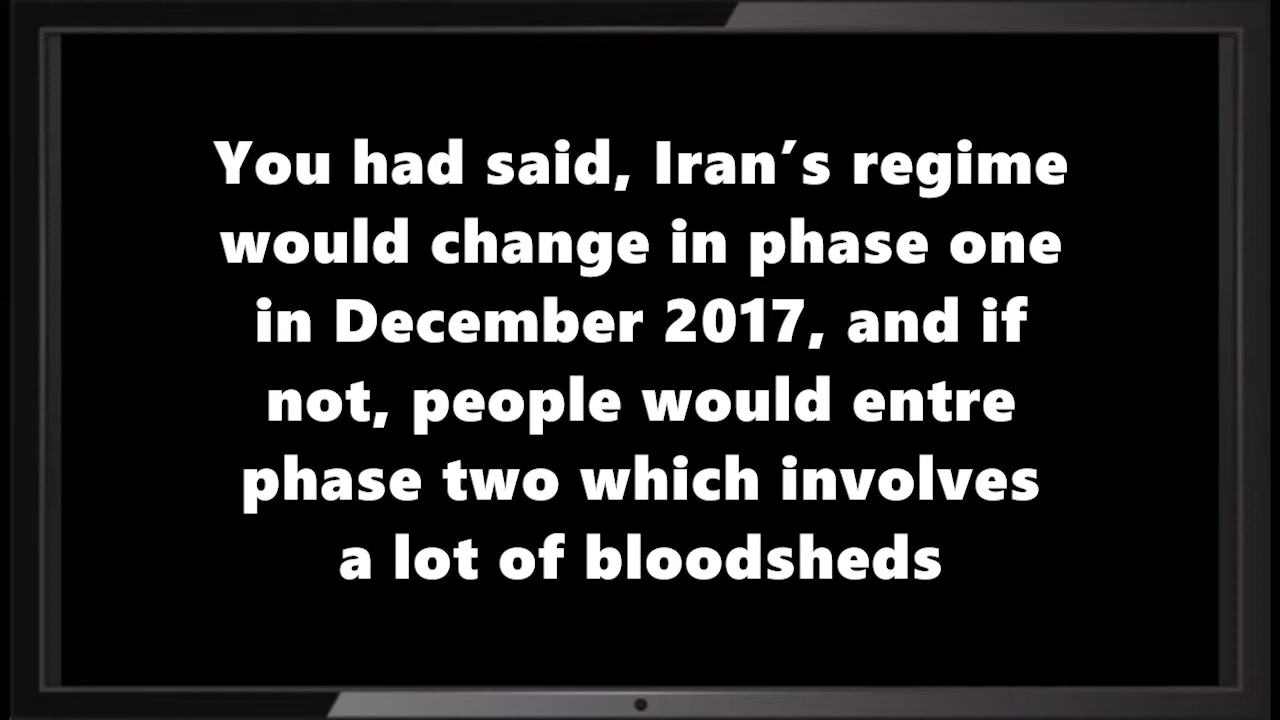 You had said, Iran’s regime
would change in phase one
in December 2017, and if
not, people would entre
phase two which involves
a lot of bloodsheds